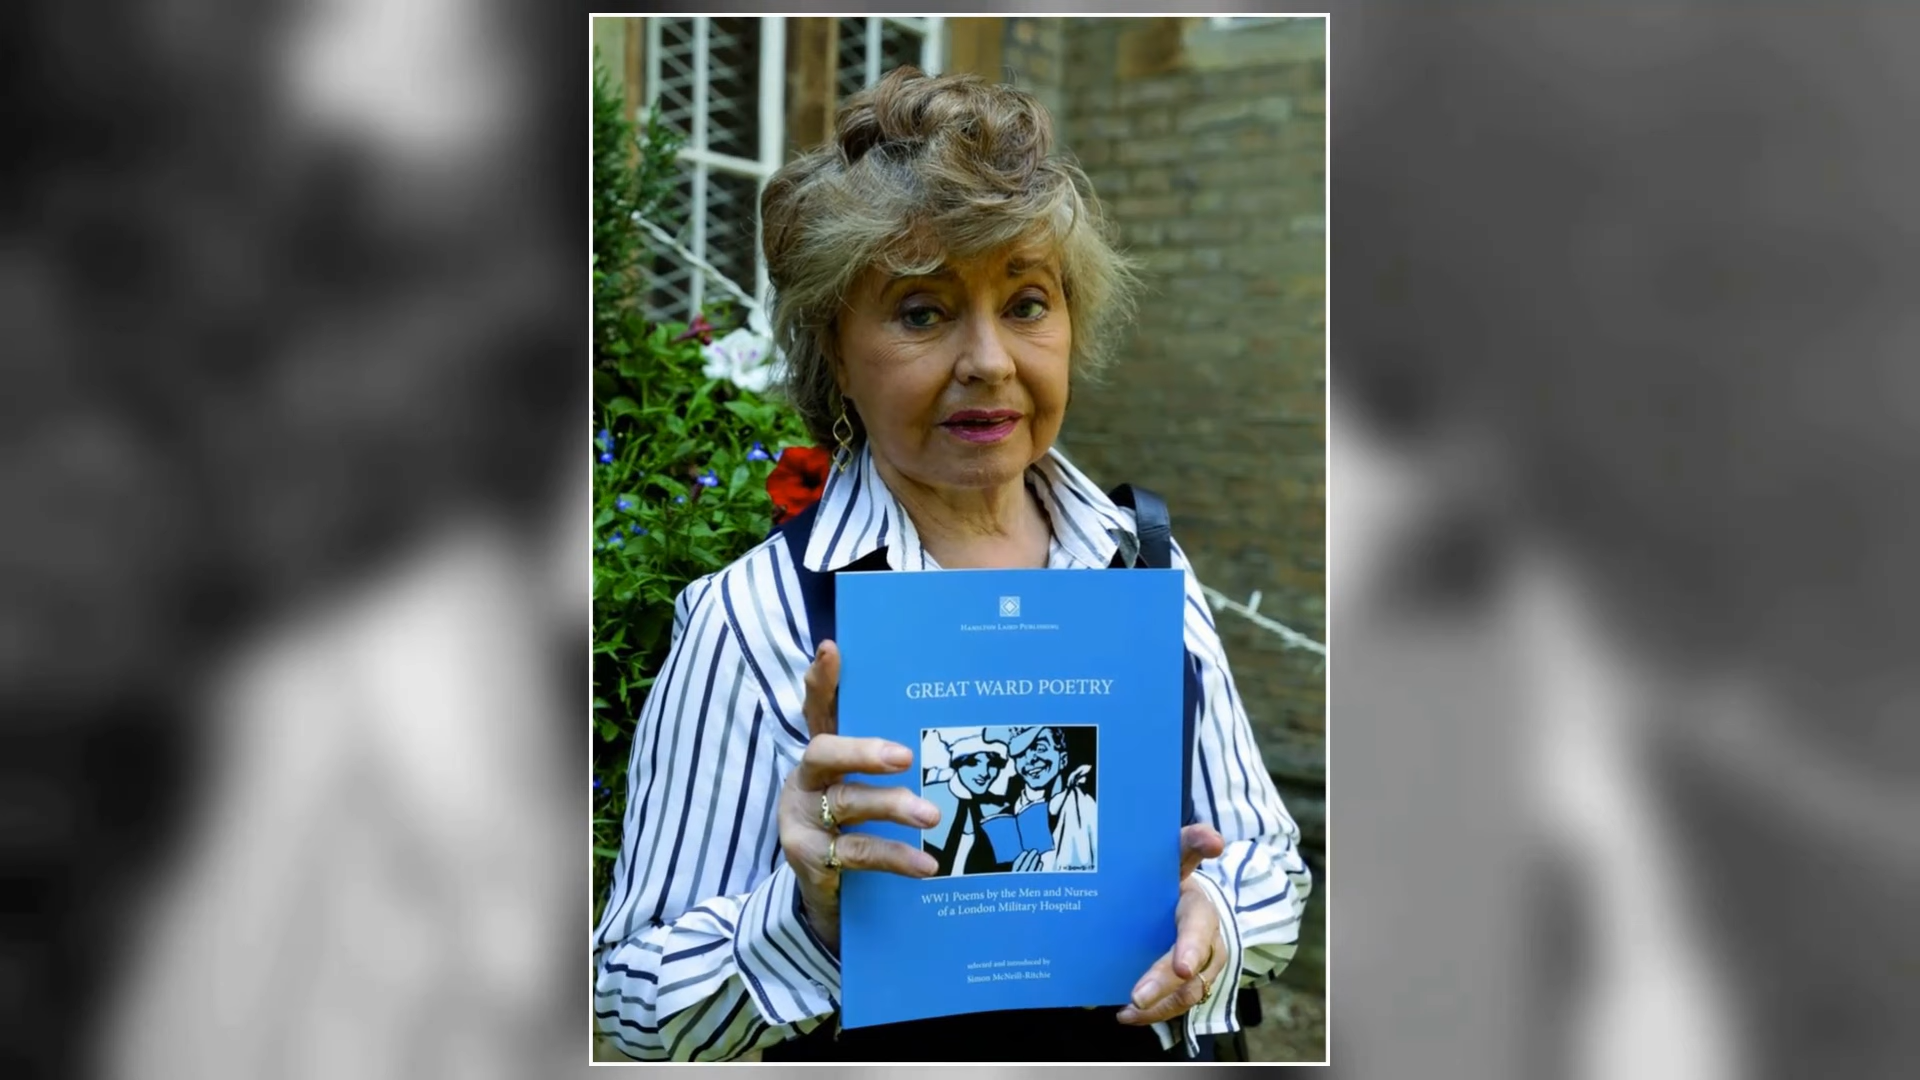 HAMILTON LAIRD PUBLISHING
GREAT WARD POETRY
WW1 Poems by the Men and Nurses
of a London Military Hospital
selected and introduced by
Simon McNeill-Ritchie